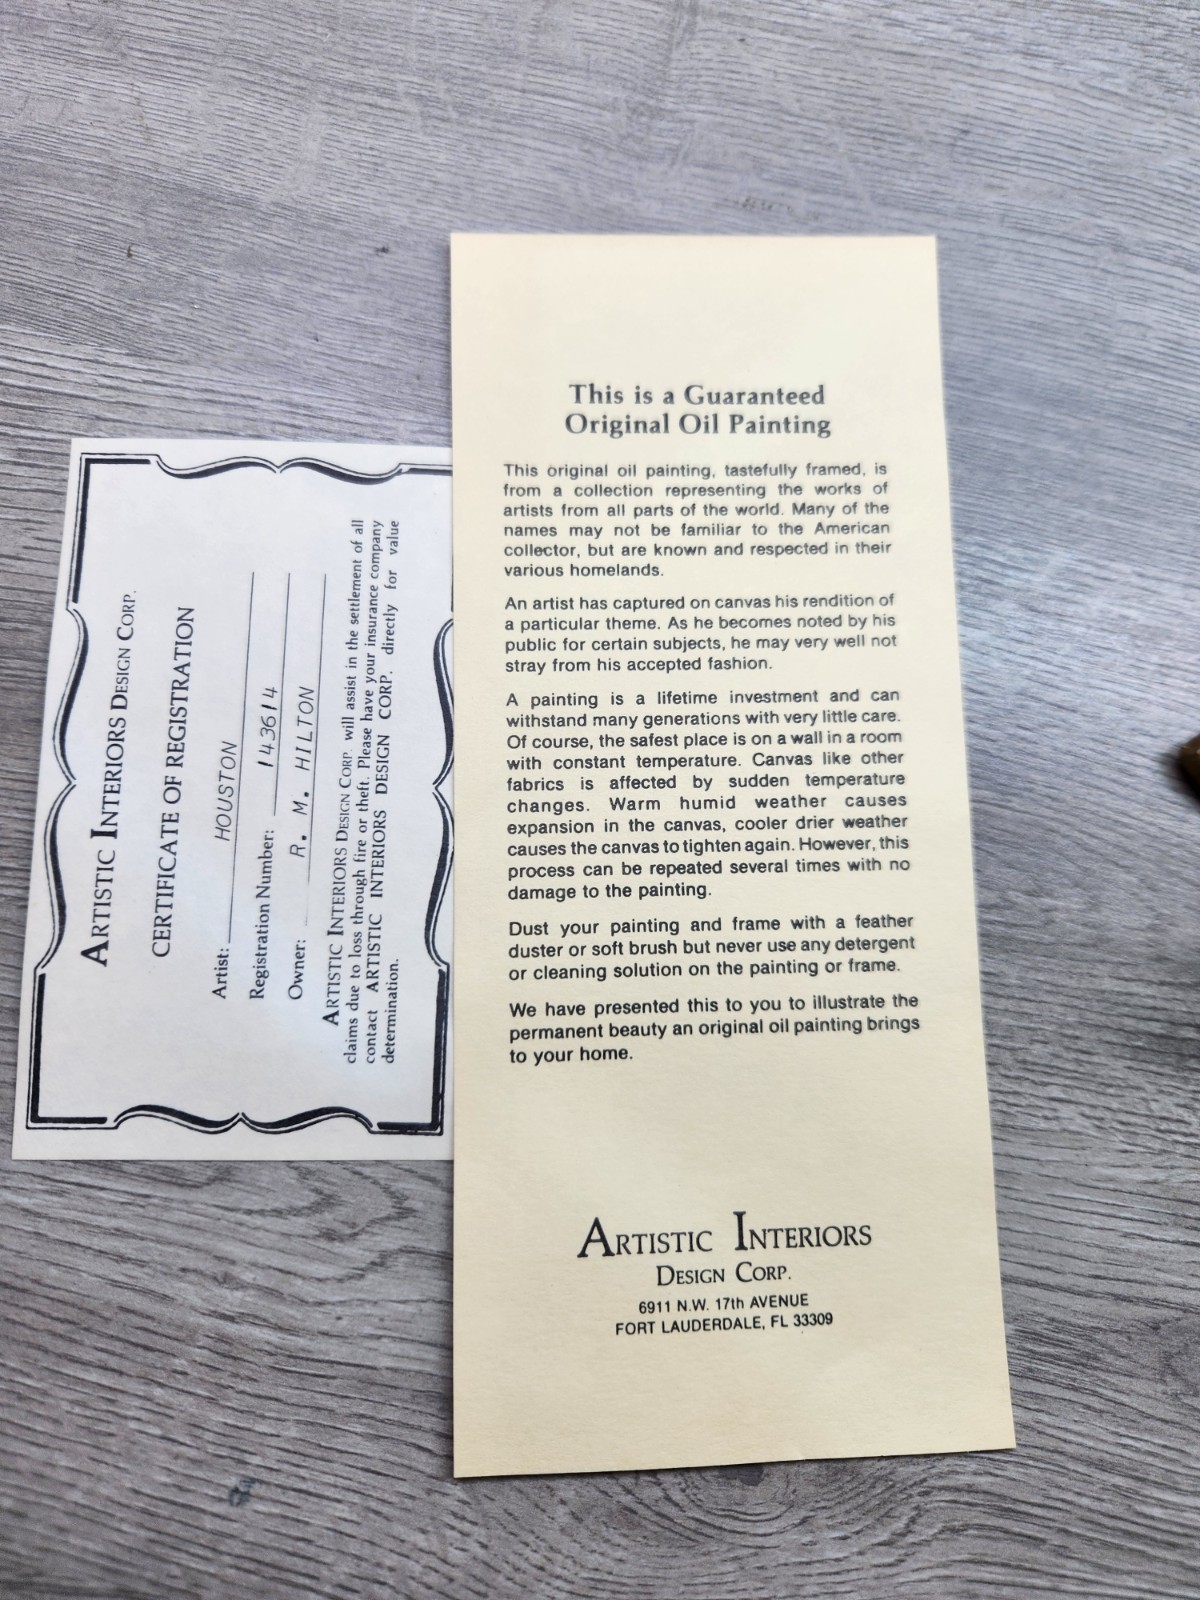 ARTISTIC INTERIORS DESIGN CORP.
CERTIFICATE OF REGISTRATION
Artist: HOUSTON
Registration Number: 143614
Owner: R. M. HILTON
ARTISTIC INTERIORS DESIGN CORP. will assist in the settlement of all
claims due to loss through fire or theft. Please have your insurance company
contact ARTISTIC INTERIORS DESIGN CORP. directly for value
determination.
This is a Guaranteed
Original Oil Painting
This original oil painting, tastefully framed, is
from a collection representing the works of
artists from all parts of the world. Many of the
names may not be familiar to the American
collector, but are known and respected in their
various homelands.
An artist has captured on canvas his rendition of
a particular theme. As he becomes noted by his
public for certain subjects, he may very well not
stray from his accepted fashion.
A painting is a lifetime investment and can
withstand many generations with very little care.
Of course, the safest place is on a wall in a room
with constant temperature. Canvas like other
fabrics is affected by sudden temperature
changes. Warm humid weather causes
expansion in the canvas, cooler drier weather
causes the canvas to tighten again. However, this
process can be repeated several times with no
damage to the painting.
Dust your painting and frame with a feather
duster or soft brush but never use any detergent
or cleaning solution on the painting or frame.
We have presented this to you to illustrate the
permanent beauty an original oil painting brings
to your home.
ARTISTIC INTERIORS
DESIGN CORP.
6911 N.W. 17th AVENUE
FORT LAUDERDALE, FL 33309